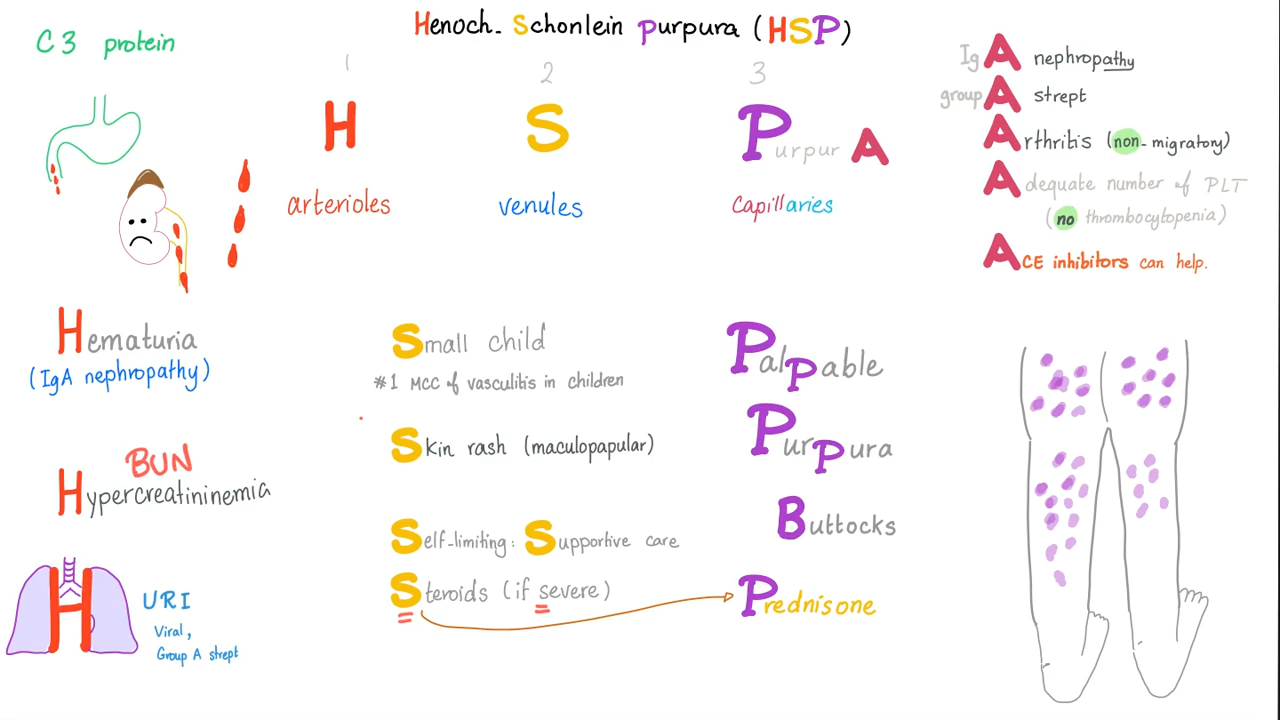 Henoch- Schonlein purpura (HSP)
C3 protein
1
2
3
H
S
PurpurA
arterioles
venules
Capillaries
IgA nephropathy
group A strept
Arthritis (non-migratory)
Adequate number of PLT
(no thrombocytopenia)
ACE inhibitors can help.
Hematuria
(IgA nephropathy)
BUN
Hypercreatininemia
H
URI
Viral,
Group A strept
Small child
#1 MCC of vasculitis in children
Skin rash (maculopapular)
Self-limiting: Supportive care
Steroids (if severe)
PalPable
PurPura
Buttocks
Prednisone